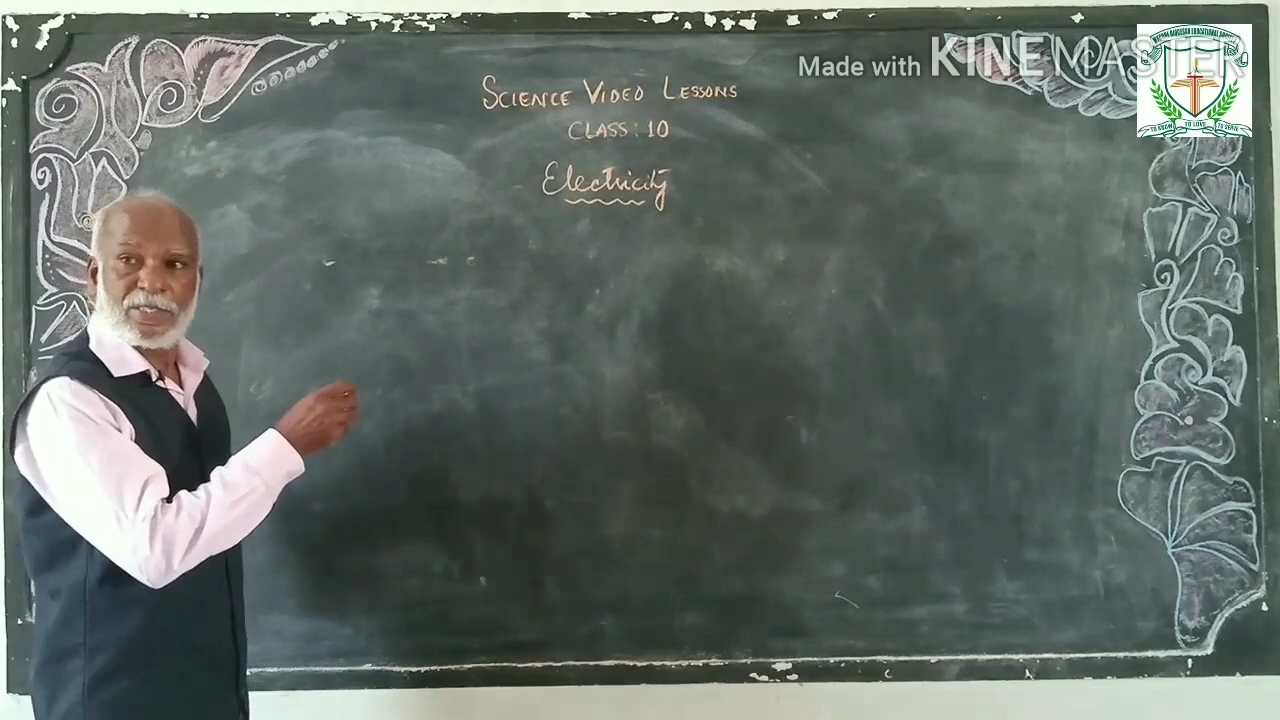 SCIENCE VIDEO LESSONS
CLASS: 10
Electricity
Made with KINEMASTER
TO KNOW TO LOVE TO SERVE